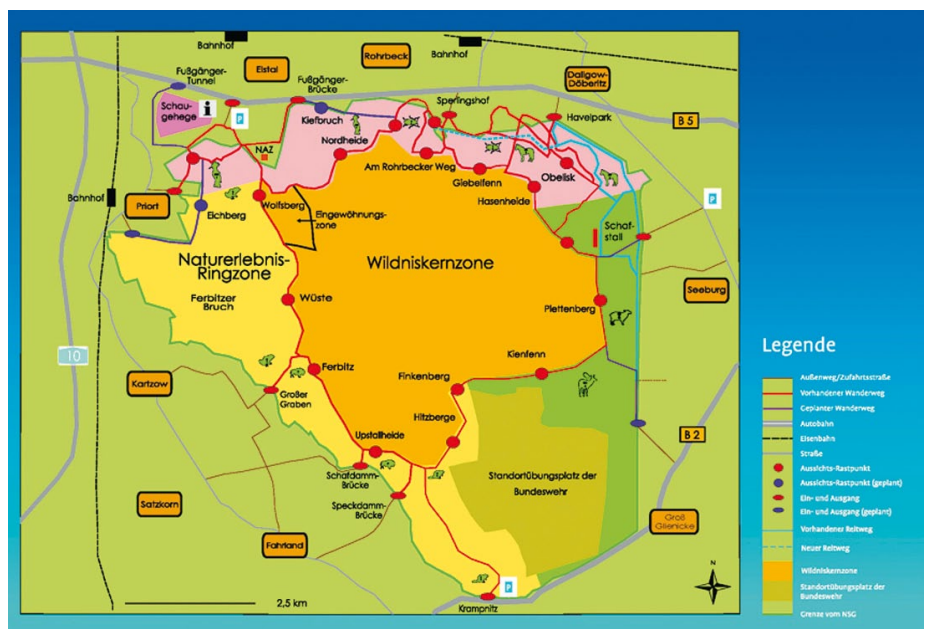 Bahnhof
Elstal
Rohrbeck
Bahnhof
Fußgänger-
Tunnel
Fußgänger-
Brücke
Dallgow-
Döberitz
Schau-
gehege
i
P
Kiefbruch
Sperlingshof
Havelpark
B 5
NAZ
Nordheide
Am Rohrbecker Weg
Giebelfenn
Obelisk
Hasenheide
Bahnhof
Priort
Eichberg
Wolfsberg
Eingewöhnungs-
zone
P
Schaf-
stall
Naturerlebnis-
Ringzone
Wildniskernzone
Ferbitzer
Bruch
Wüste
Plettenberg
Seeburg
10
Kartzow
Ferbitz
Kienfenn
Finkenberg
Großer
Graben
Hitzberge
Upstallheide
B 2
Schafdamm-
Brücke
Standortübungsplatz der
Bundeswehr
Satzkorn
Speckdamm-
Brücke
Groß
Glienicke
Fahrland
P
Krampnitz
2,5 km
N
Legende
Außenweg/Zufahrtsstraße
Vorhandener Wanderweg
Geplanter Wanderweg
Autobahn
Eisenbahn
Straße
Aussichts-Rastpunkt
Aussichts-Rastpunkt (geplant)
Ein- und Ausgang
Ein- und Ausgang (geplant)
Vorhandener Reitweg
Neuer Reitweg
Wildniskernzone
Standortübungsplatz der
Bundeswehr
Grenze vom NSG